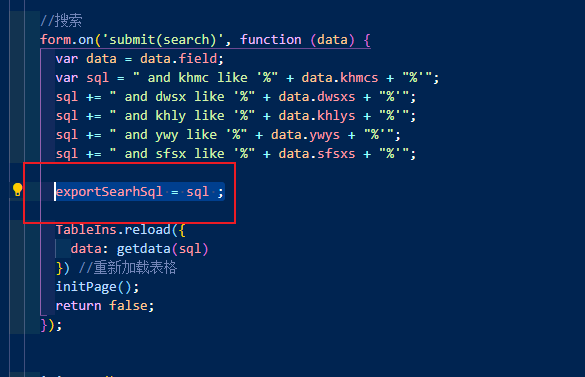 //搜索
form.on('submit(search)', function (data) {
var data = data.field;
var sql = " and khmc like '%" + data.khmcs + "%'";
sql += " and dwsx like '%" + data.dwsxs + "%'";
sql += " and khly like '%" + data.khlys + "%'";
sql += " and ywy like '%" + data.ywys + "%'";
sql += " and sfsx like '%" + data.sfsxs + "%'";
exportSearhSql = sql ;
TableIns.reload({
data: getdata(sql)
}) //重新加载表格
initPage();
return false;
});